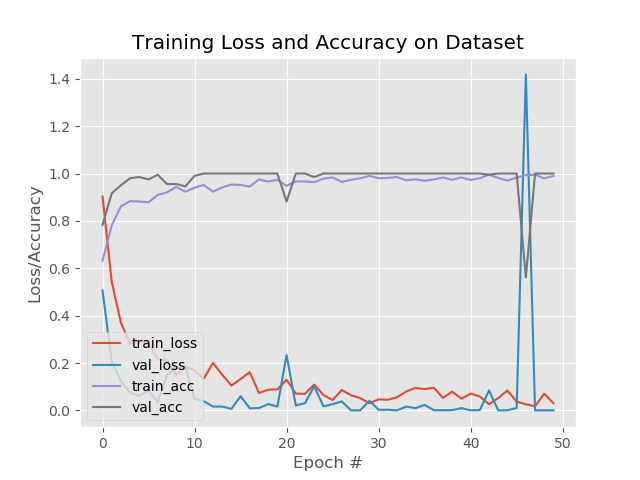 Training Loss and Accuracy on Dataset
Loss/Accuracy
1.4
1.2
1.0
0.8
0.6
0.4
0.2
0.0
train_loss
val_loss
train_acc
val_acc
0 10 20 30 40 50
Epoch #